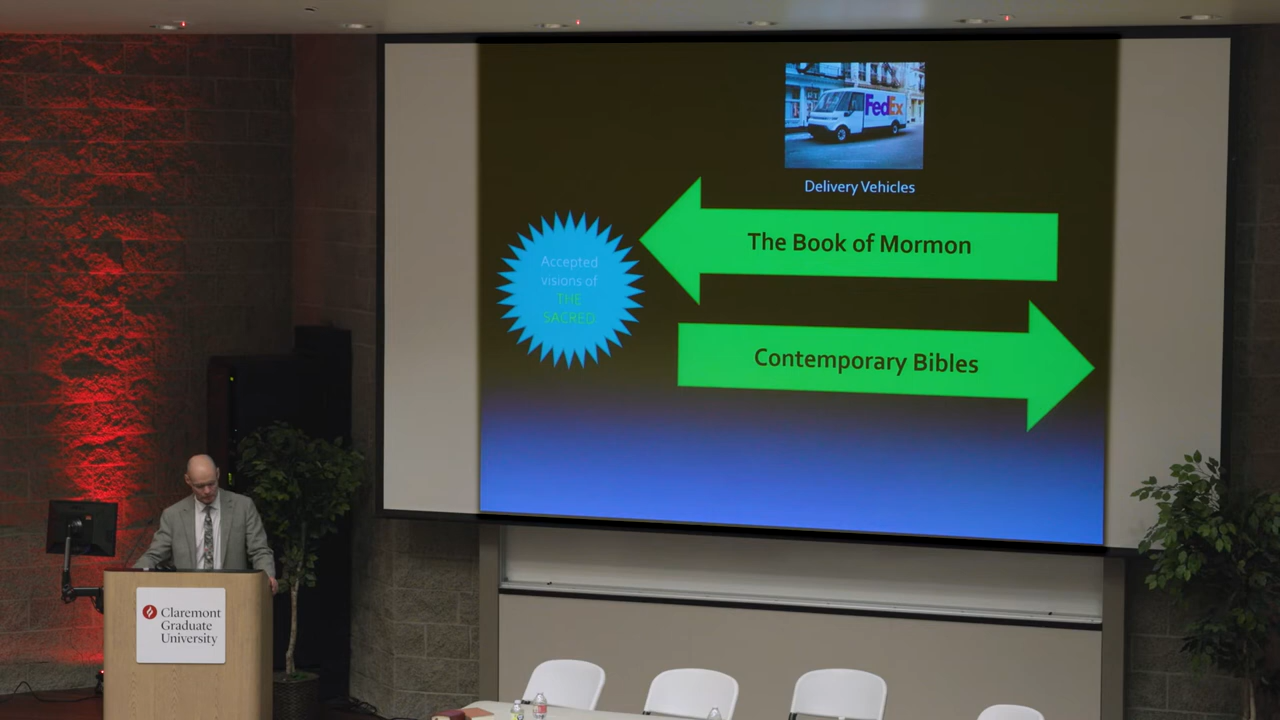 FedEx
Delivery Vehicles
The Book of Mormon
Accepted
visions of
THE
SACRED
Contemporary Bibles
Claremont
Graduate
University